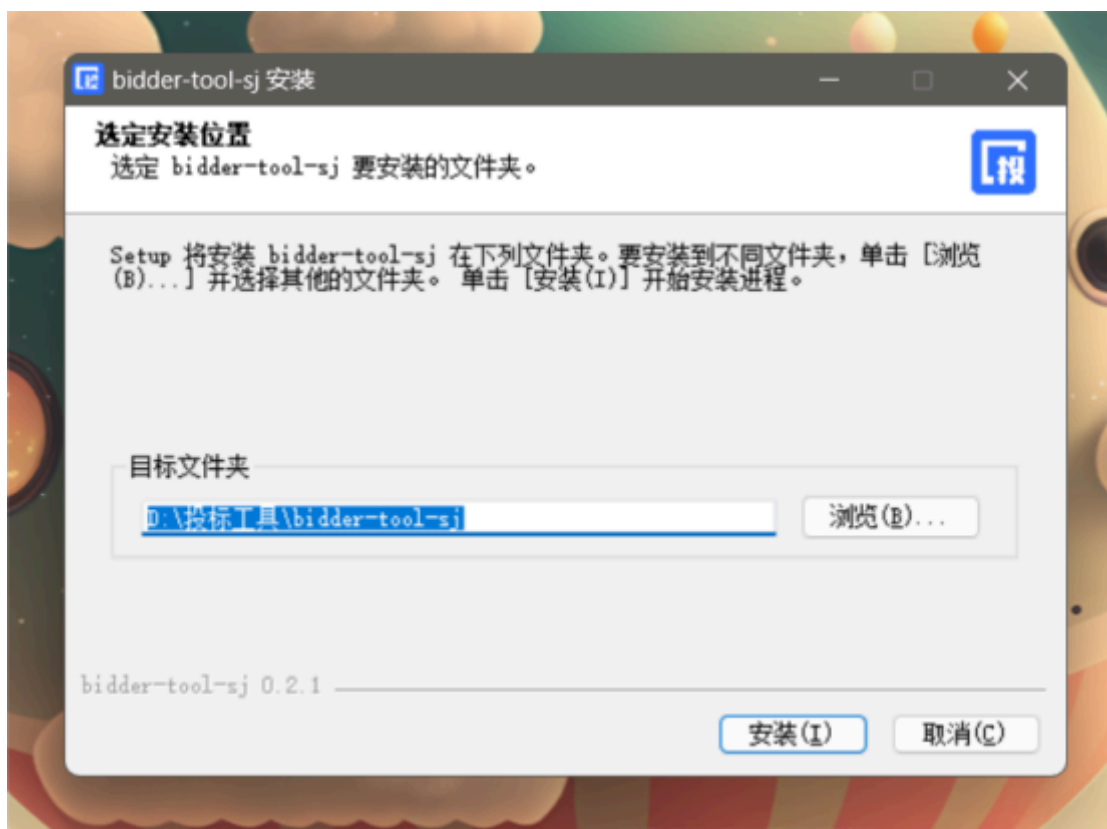 投 bidder-tool-sj 安装
选定安装位置
选定 bidder-tool-sj 要安装的文件夹。
投
Setup 将安装 bidder-tool-sj 在下列文件夹。要安装到不同文件夹，单击 [浏览
(B)...] 并选择其他的文件夹。 单击 [安装(I)] 开始安装进程。
目标文件夹
D:\投标工具\bidder-tool-sj
浏览(B)...
bidder-tool-sj 0.2.1
安装(I) 取消(C)